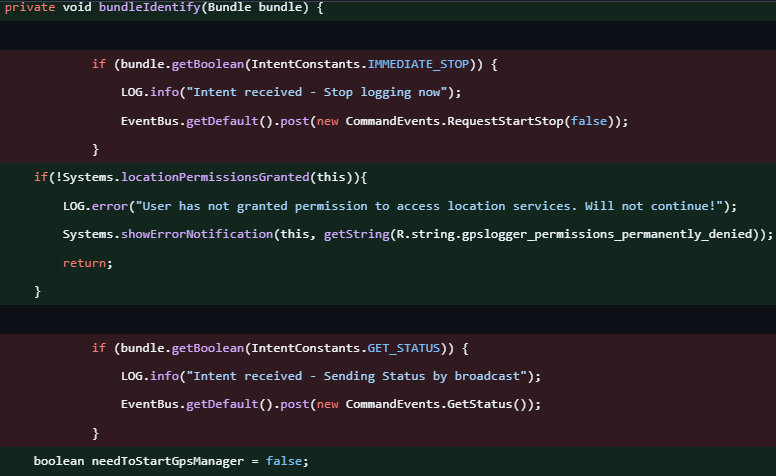 private void bundleIdentify(Bundle bundle) {
if (bundle.getBoolean(IntentConstants.IMMEDIATE_STOP)) {
LOG.info("Intent received - Stop logging now");
EventBus.getDefault().post(new CommandEvents.RequestStartStop(false));
}
if(!Systems.locationPermissionsGranted(this)){
LOG.error("User has not granted permission to access location services. Will not continue!");
Systems.showErrorNotification(this, getString(R.string.gpslogger_permissions_permanently_denied));
return;
}
if (bundle.getBoolean(IntentConstants.GET_STATUS)) {
LOG.info("Intent received - Sending Status by broadcast");
EventBus.getDefault().post(new CommandEvents.GetStatus());
}
boolean needToStartGpsManager = false;